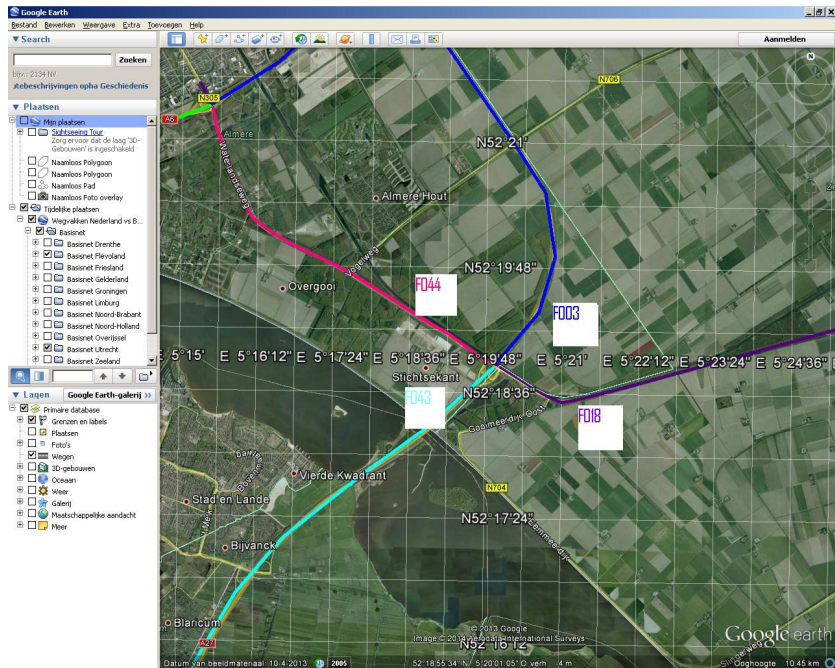 Google Earth
Bestand Bewerken Weergave Extra Toevoegen Help
Search
Zoeken
bijv.: 2134 NV
utebeschrijvingen opha Geschiedenis
Plaatsen
Mijn plaatsen
Sightseeing Tour
Zorg ervoor dat de laag '3D-
Gebouwen' is ingeschakeld
Naamloos Polygoon
Naamloos Polygoon
Naamloos Pad
Naamloos Foto overlay
Tijdelijke plaatsen
Wegvakken Nederland vs B...
Basisnet
Basisnet Drenthe
Basisnet Flevoland
Basisnet Friesland
Basisnet Gelderland
Basisnet Groningen
Basisnet Limburg
Basisnet Noord-Brabant
Basisnet Noord-Holland
Basisnet Overijssel
Basisnet Utrecht
Basisnet Zeeland
Lagen
Google Earth-galerij >>
Primaire database
Grenzen en labels
Plaatsen
Foto's
Wegen
3D-gebouwen
Oceaan
Weer
Galerij
Maatschappelijke aandacht
Meer
Aanmelden
N
N706
N305
A6
Almere
N52°21'
Waterlandseweg
Almere Hout
Vogelweg
N52°19'48"
Overgooi
F044
F003
E 5°15' E 5°16'12" E 5°17'24" E 5°18'36" E 5°19'48" E 5°21' E 5°22'12" E 5°23'24" E 5°24'36"
Stichtsekant
N52°18'36"
F043
Gooimeerdijk Oost
F018
Vierde Kwadrant
N704
Stad en Lande
N52°17'24"
Eemmeerdijk
Bijvanck
Blaricum
A27
N52°16'12"
© 2013 Google
Image © 2014 Aerodata International Surveys
Google earth
Slingerweg
Datum van beeldmateriaal 10.4.2013 2005 52°18'55.34"N/ 5°20'01.05"O verh -4 m Ooghoogte 10.45 km